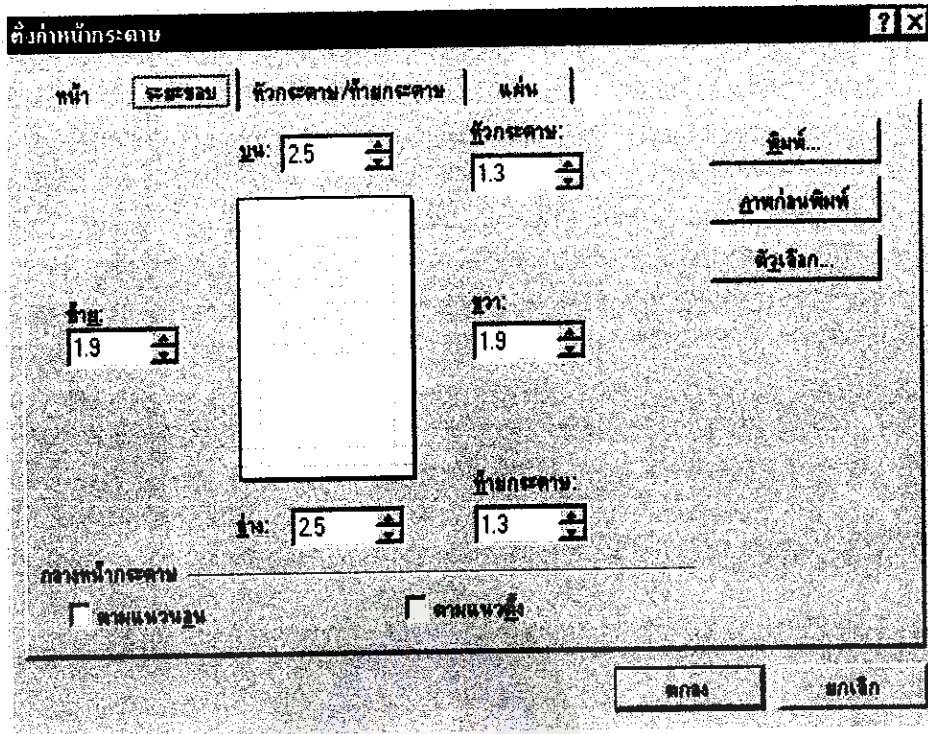 ตั้งค่าหน้ากระดาษ
หน้า ระยะขอบ หัวกระดาษ/ท้ายกระดาษ แผ่น
บน: 2.5
หัวกระดาษ:
1.3
พิมพ์...
ภาพก่อนพิมพ์
ตัวเลือก...
ซ้าย:
1.9
ขวา:
1.9
ล่าง: 2.5
ท้ายกระดาษ:
1.3
กลางหน้ากระดาษ
ตามแนวนอน ตามแนวตั้ง
ตกลง ยกเลิก